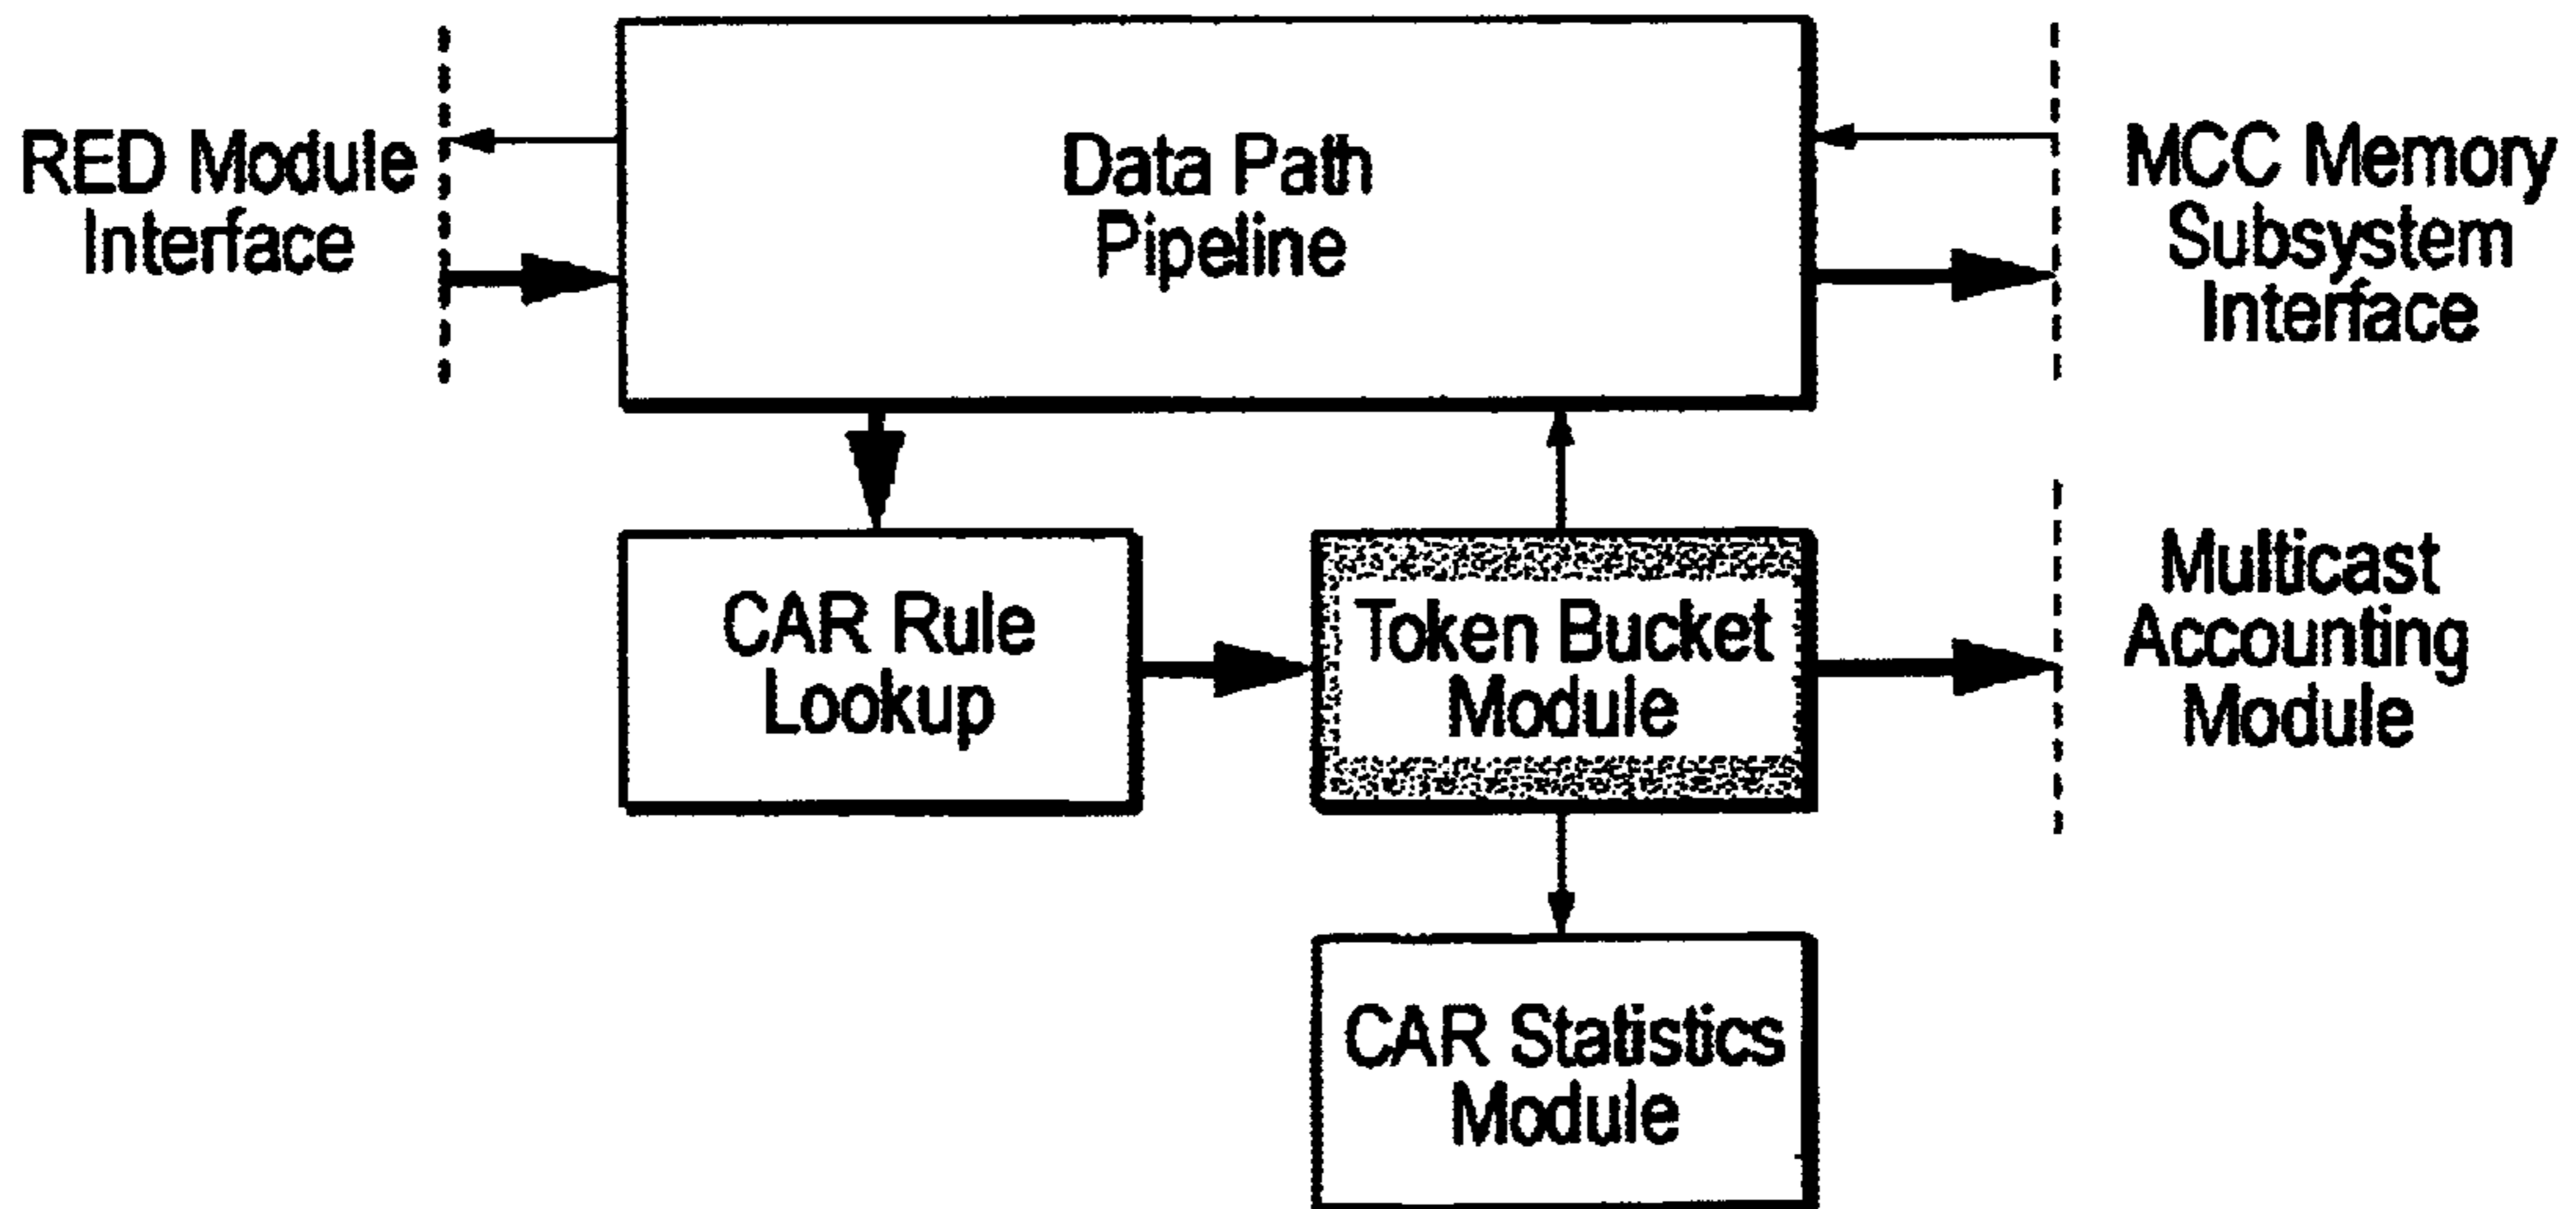 RED Module
Interface
Data Path
Pipeline
MCC Memory
Subsystem
Interface
CAR Rule
Lookup
Token Bucket
Module
Multicast
Accounting
Module
CAR Statistics
Module